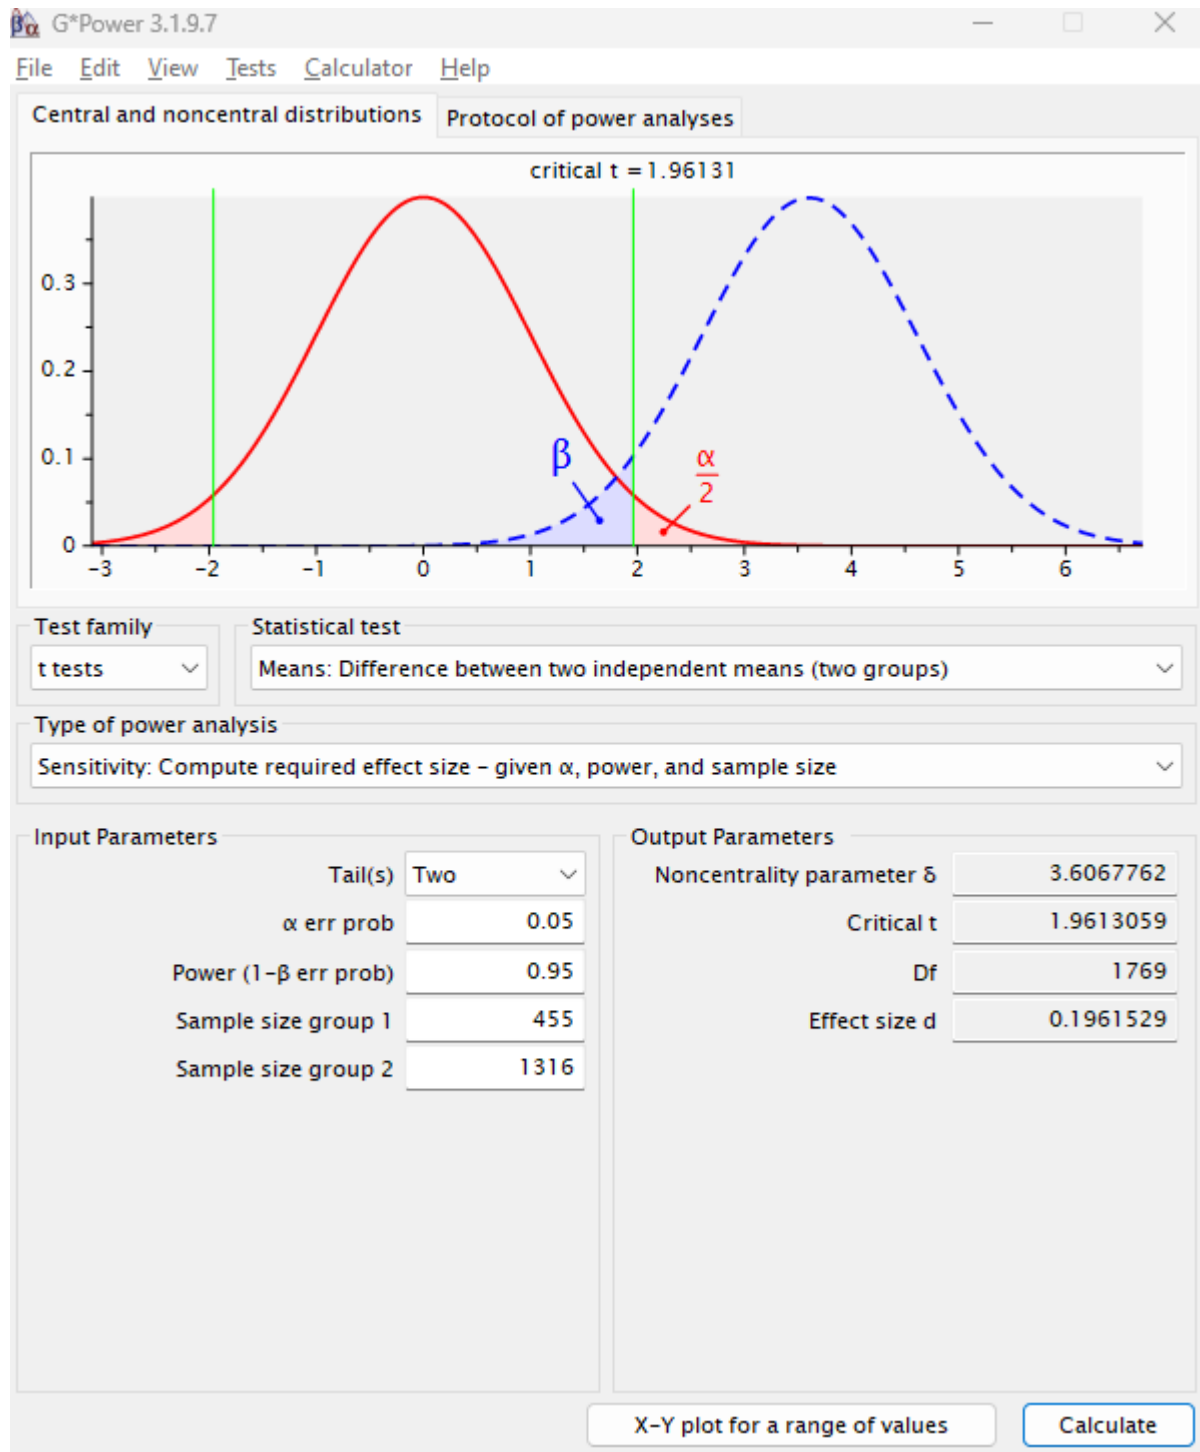 G*Power 3.1.9.7
File Edit View Tests Calculator Help
Central and noncentral distributions Protocol of power analyses
critical t = 1.96131
0.3
0.2
0.1
0
β
α
2
-3 -2 -1 0 1 2 3 4 5 6
Test family Statistical test
t tests Means: Difference between two independent means (two groups)
Type of power analysis
Sensitivity: Compute required effect size – given α, power, and sample size
Input Parameters Output Parameters
Tail(s) Two Noncentrality parameter δ 3.6067762
α err prob 0.05 Critical t 1.9613059
Power (1-β err prob) 0.95 Df 1769
Sample size group 1 455 Effect size d 0.1961529
Sample size group 2 1316
X-Y plot for a range of values Calculate